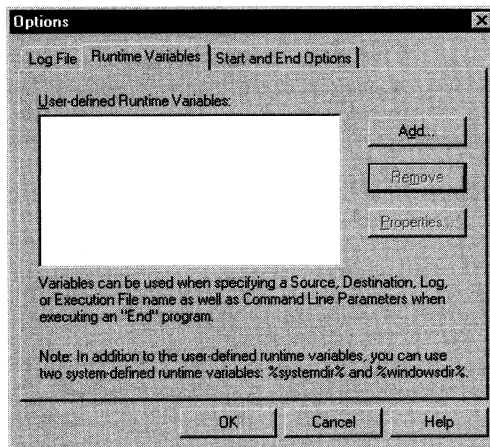 Options
Log File Runtime Variables Start and End Options
User-defined Runtime Variables:
Add...
Remove
Properties...
Variables can be used when specifying a Source, Destination, Log,
or Execution File name as well as Command Line Parameters when
executing an "End" program.
Note: In addition to the user-defined runtime variables, you can use
two system-defined runtime variables: %systemdir% and %windowsdir%.
OK Cancel Help